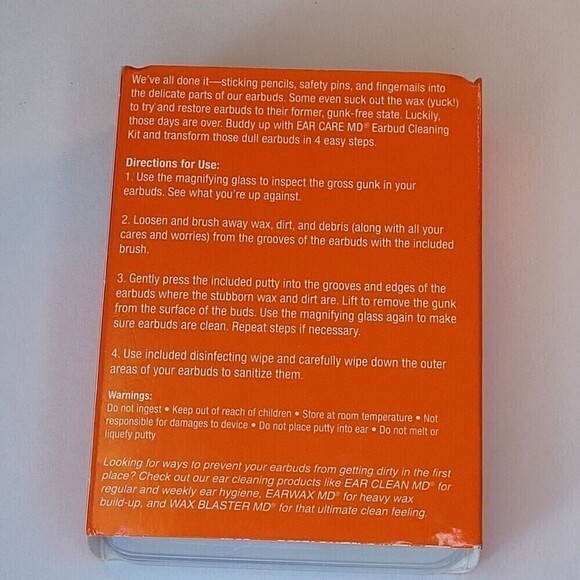 We've all done it—sticking pencils, safety pins, and fingernails into
the delicate parts of our earbuds. Some even suck out the wax (yuck!)
to try and restore earbuds to their former, gunk-free state. Luckily,
those days are over. Buddy up with EAR CARE MD® Earbud Cleaning
Kit and transform those dull earbuds in 4 easy steps.
Directions for Use:
1. Use the magnifying glass to inspect the gross gunk in your
earbuds. See what you're up against.
2. Loosen and brush away wax, dirt, and debris (along with all your
cares and worries) from the grooves of the earbuds with the included
brush.
3. Gently press the included putty into the grooves and edges of the
earbuds where the stubborn wax and dirt are. Lift to remove the gunk
from the surface of the buds. Use the magnifying glass again to make
sure earbuds are clean. Repeat steps if necessary.
4. Use included disinfecting wipe and carefully wipe down the outer
areas of your earbuds to sanitize them.
Warnings:
Do not ingest • Keep out of reach of children • Store at room temperature • Not
responsible for damages to device • Do not place putty into ear • Do not melt or
liquefy putty
Looking for ways to prevent your earbuds from getting dirty in the first
place? Check out our ear cleaning products like EAR CLEAN MD® for
regular and weekly ear hygiene, EARWAX MD® for heavy wax
build-up, and WAX BLASTER MD® for that ultimate clean feeling.